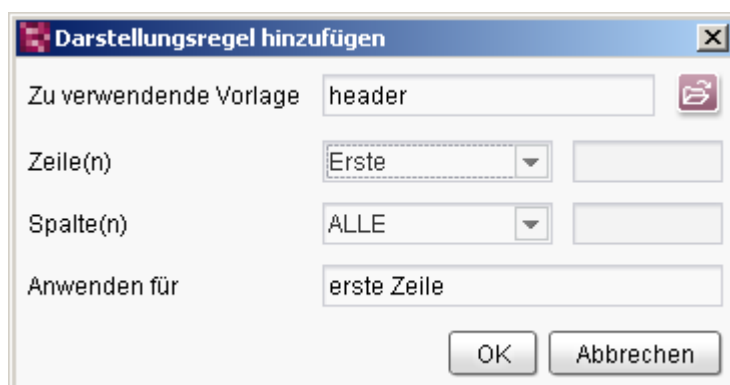 Darstellungsregel hinzufügen
Zu verwendende Vorlage header
Zeile(n) Erste
Spalte(n) ALLE
Anwenden für erste Zeile
OK Abbrechen